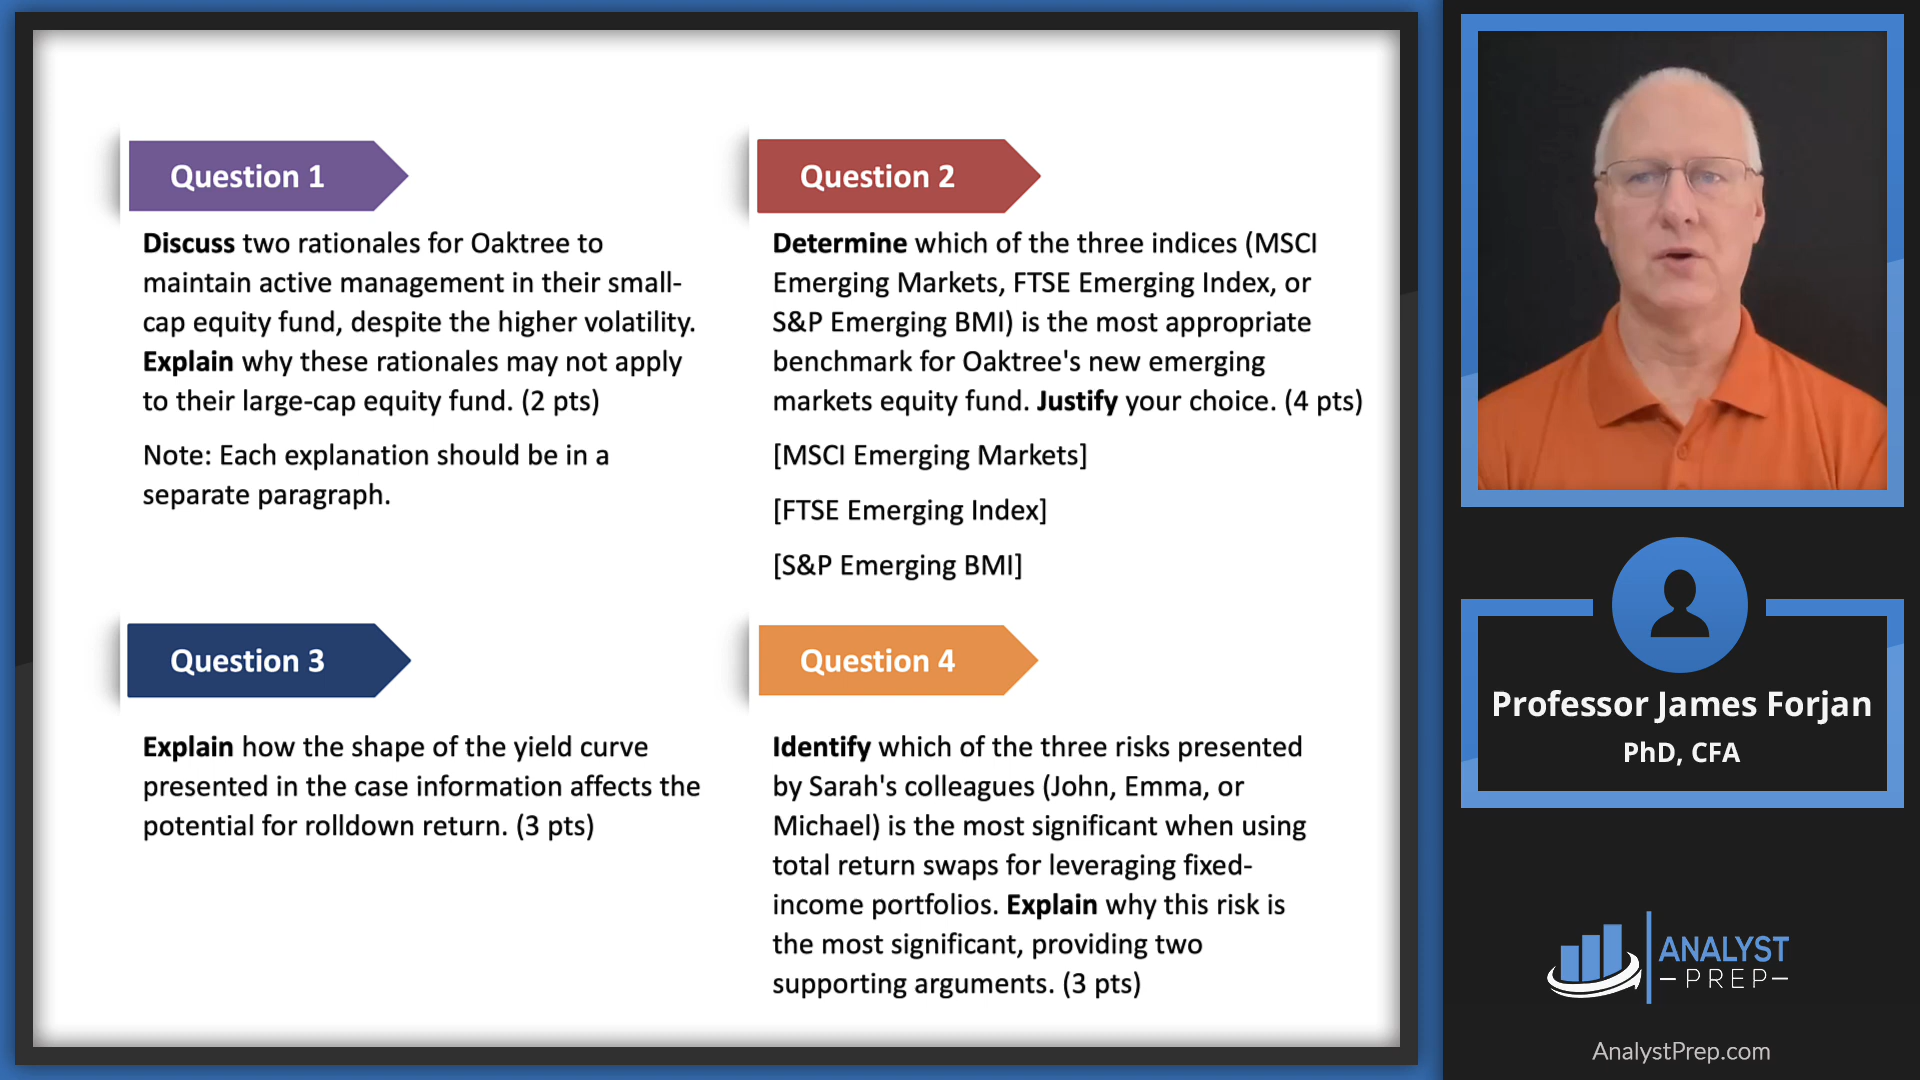 Question 1
Discuss two rationales for Oaktree to
maintain active management in their small-
cap equity fund, despite the higher volatility.
Explain why these rationales may not apply
to their large-cap equity fund. (2 pts)
Note: Each explanation should be in a
separate paragraph.
Question 2
Determine which of the three indices (MSCI
Emerging Markets, FTSE Emerging Index, or
S&P Emerging BMI) is the most appropriate
benchmark for Oaktree's new emerging
markets equity fund. Justify your choice. (4 pts)
[MSCI Emerging Markets]
[FTSE Emerging Index]
[S&P Emerging BMI]
Question 3
Explain how the shape of the yield curve
presented in the case information affects the
potential for rolldown return. (3 pts)
Question 4
Identify which of the three risks presented
by Sarah's colleagues (John, Emma, or
Michael) is the most significant when using
total return swaps for leveraging fixed-
income portfolios. Explain why this risk is
the most significant, providing two
supporting arguments. (3 pts)
Professor James Forjan
PhD, CFA
ANALYST
PREP
AnalystPrep.com